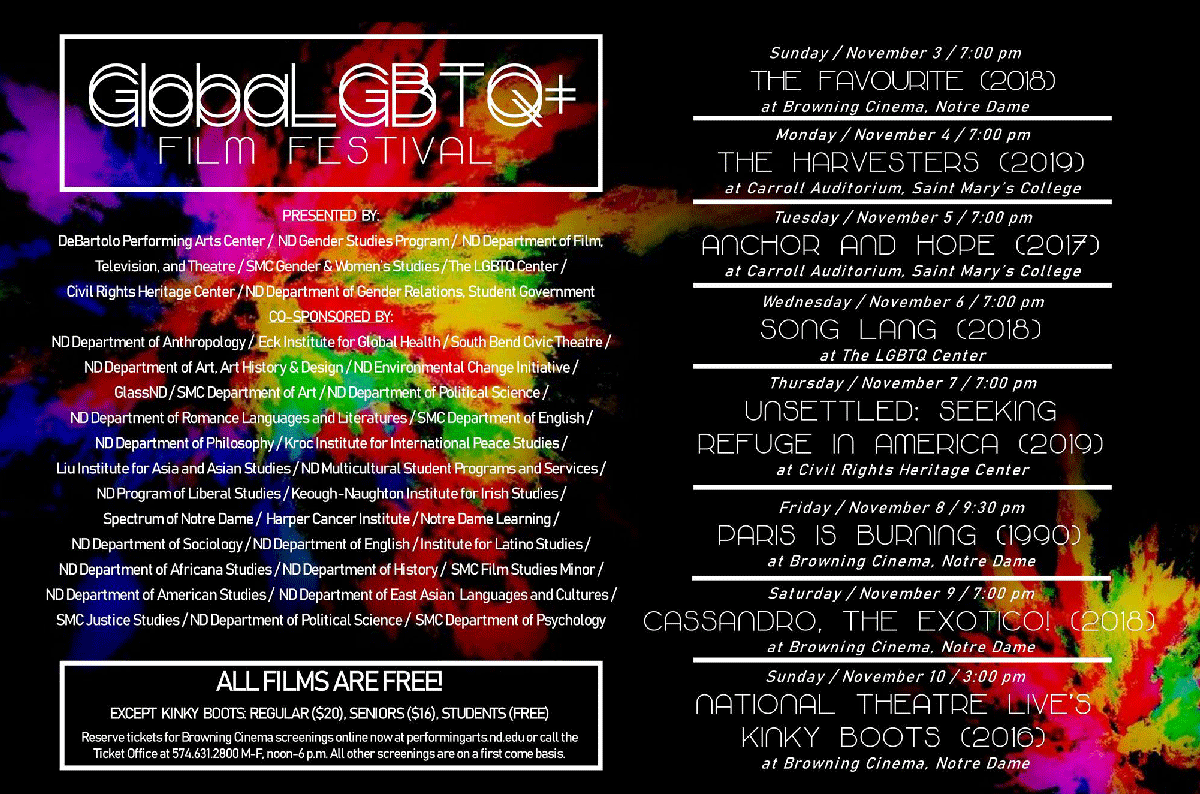 GlobaLGBTQ+
FILM FESTIVAL
PRESENTED BY:
DeBartolo Performing Arts Center / ND Gender Studies Program / ND Department of Film,
Television, and Theatre / SMC Gender & Women's Studies / The LGBTQ Center /
Civil Rights Heritage Center / ND Department of Gender Relations, Student Government
CO-SPONSORED BY:
ND Department of Anthropology / Eck Institute for Global Health / South Bend Civic Theatre /
ND Department of Art, Art History & Design / ND Environmental Change Initiative /
GlassND / SMC Department of Art / ND Department of Political Science /
ND Department of Romance Languages and Literatures / SMC Department of English /
ND Department of Philosophy / Kroc Institute for International Peace Studies /
Liu Institute for Asia and Asian Studies / ND Multicultural Student Programs and Services /
ND Program of Liberal Studies / Keough-Naughton Institute for Irish Studies /
Spectrum of Notre Dame / Harper Cancer Institute / Notre Dame Learning /
ND Department of Sociology / ND Department of English / Institute for Latino Studies /
ND Department of Africana Studies / ND Department of History / SMC Film Studies Minor /
ND Department of American Studies / ND Department of East Asian Languages and Cultures /
SMC Justice Studies / ND Department of Political Science / SMC Department of Psychology
ALL FILMS ARE FREE!
EXCEPT KINKY BOOTS: REGULAR ($20), SENIORS ($16), STUDENTS (FREE)
Reserve tickets for Browning Cinema screenings online now at performingarts.nd.edu or call the
Ticket Office at 574.631.2800 M-F, noon-6 p.m. All other screenings are on a first come basis.
Sunday / November 3 / 7:00 pm
THE FAVOURITE (2018)
at Browning Cinema, Notre Dame
Monday / November 4 / 7:00 pm
THE HARVESTERS (2019)
at Carroll Auditorium, Saint Mary's College
Tuesday / November 5 / 7:00 pm
ANCHOR AND HOPE (2017)
at Carroll Auditorium, Saint Mary's College
Wednesday / November 6 / 7:00 pm
SONG LANG (2018)
at The LGBTQ Center
Thursday / November 7 / 7:00 pm
UNSETTLED: SEEKING
REFUGE IN AMERICA (2019)
at Civil Rights Heritage Center
Friday / November 8 / 9:30 pm
PARIS IS BURNING (1990)
at Browning Cinema, Notre Dame
Saturday / November 9 / 7:00 pm
CASSANDRO, THE EXOTICO! (2018)
at Browning Cinema, Notre Dame
Sunday / November 10 / 3:00 pm
NATIONAL THEATRE LIVE'S
KINKY BOOTS (2016)
at Browning Cinema, Notre Dame